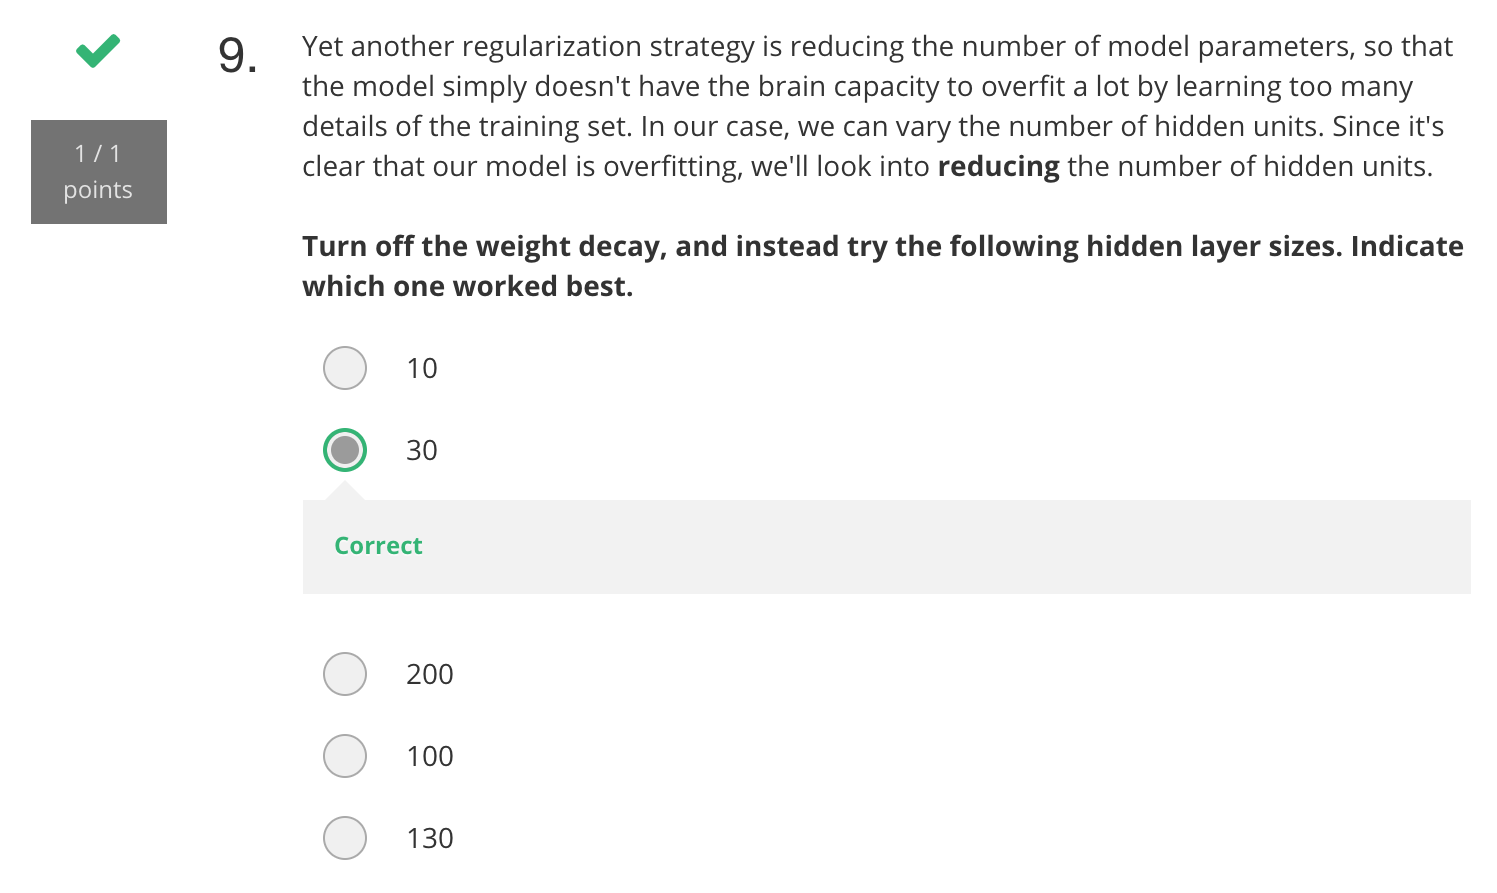 1 / 1
points
9.
Yet another regularization strategy is reducing the number of model parameters, so that
the model simply doesn't have the brain capacity to overfit a lot by learning too many
details of the training set. In our case, we can vary the number of hidden units. Since it's
clear that our model is overfitting, we'll look into reducing the number of hidden units.
Turn off the weight decay, and instead try the following hidden layer sizes. Indicate
which one worked best.
10
30
Correct
200
100
130